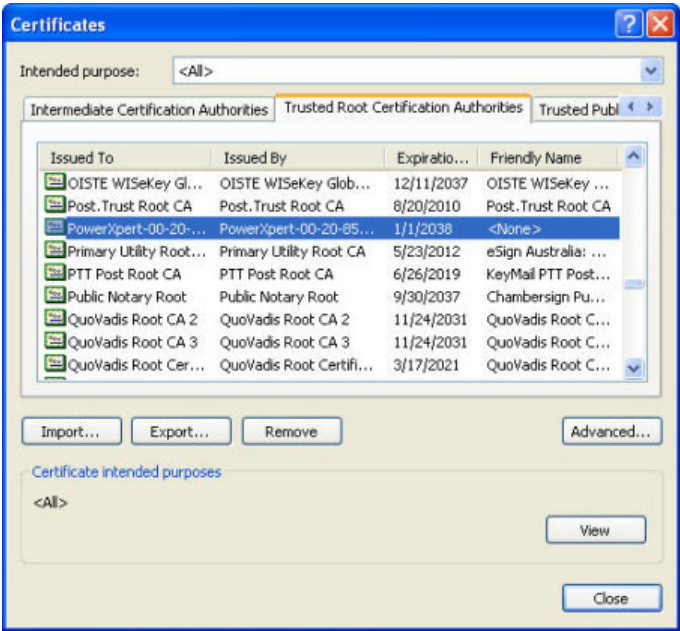 Certificates
Intended purpose: <All>
Intermediate Certification Authorities Trusted Root Certification Authorities Trusted Publ
Issued To Issued By Expiratio... Friendly Name
OISTE WISeKey Gl... OISTE WISeKey Glob... 12/11/2037 OISTE WISeKey ...
Post.Trust Root CA Post.Trust Root CA 8/20/2010 Post.Trust Root CA
PowerXpert-00-20-... PowerXpert-00-20-85... 1/1/2038 <None>
Primary Utility Root... Primary Utility Root CA 5/23/2012 eSign Australia: ...
PTT Post Root CA PTT Post Root CA 6/26/2019 KeyMail PTT Post...
Public Notary Root Public Notary Root 9/30/2037 Chambersign Pu...
QuoVadis Root CA 2 QuoVadis Root CA 2 11/24/2031 QuoVadis Root C...
QuoVadis Root CA 3 QuoVadis Root CA 3 11/24/2031 QuoVadis Root C...
QuoVadis Root Cer... QuoVadis Root Certifi... 3/17/2021 QuoVadis Root C...
Import... Export... Remove Advanced...
Certificate intended purposes
<All>
View
Close